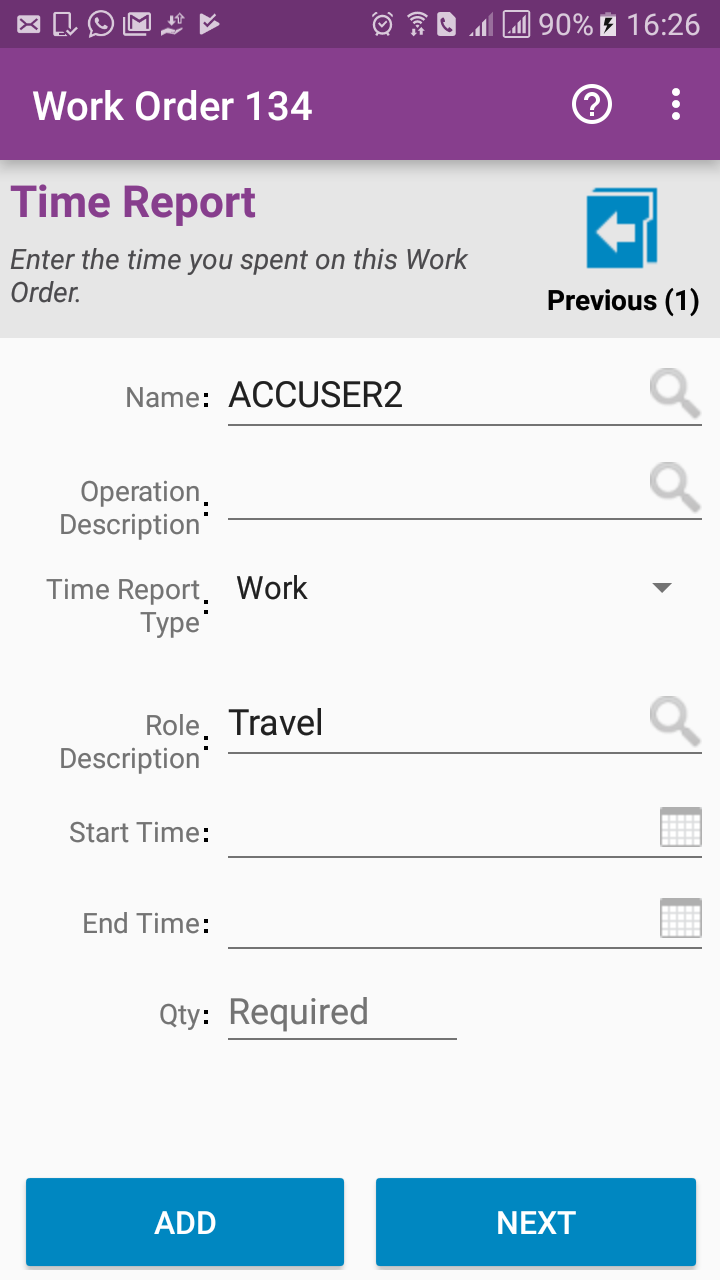 90% 16:26
Work Order 134
Time Report
Enter the time you spent on this Work
Order.
Previous (1)
Name: ACCUSER2
Operation
Description:
Time Report
Type: Work
Role
Description: Travel
Start Time:
End Time:
Qty: Required
ADD NEXT